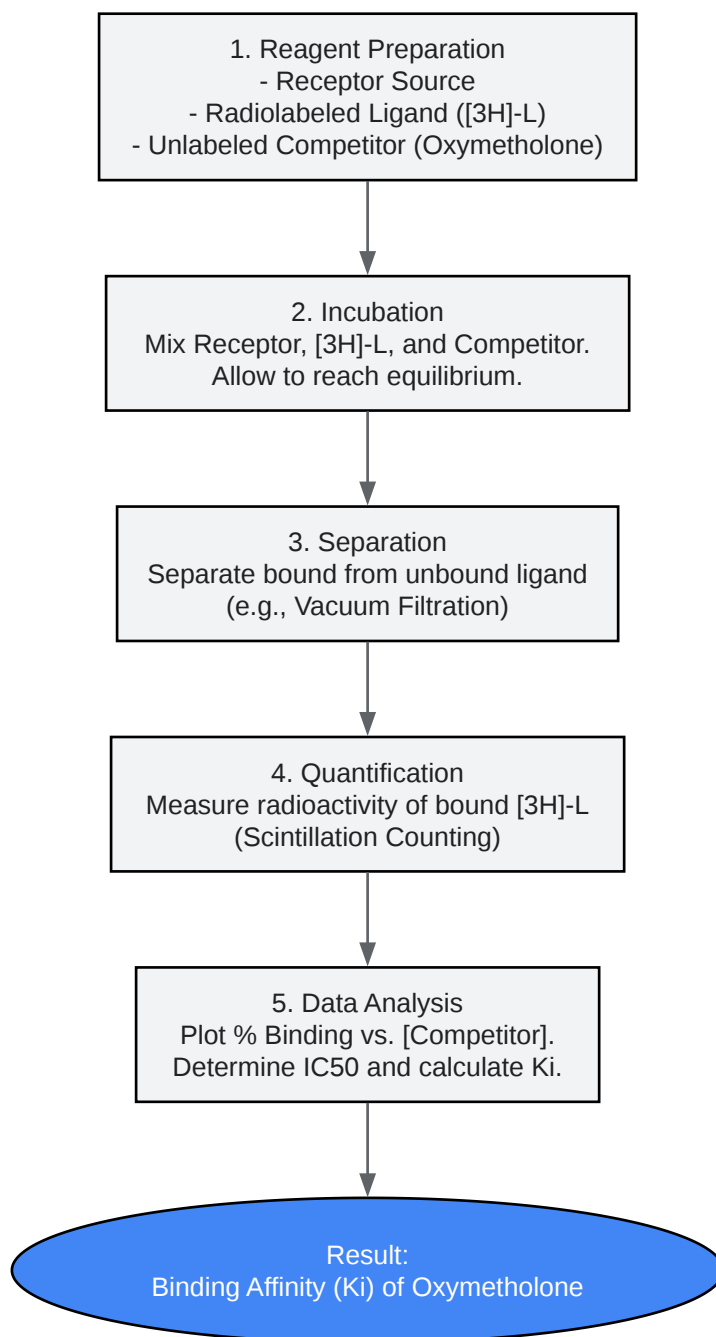 1. Reagent Preparation
- Receptor Source
- Radiolabeled Ligand ([3H]-L)
- Unlabeled Competitor (Oxymetholone)
2. Incubation
Mix Receptor, [3H]-L, and Competitor.
Allow to reach equilibrium.
3. Separation
Separate bound from unbound ligand
(e.g., Vacuum Filtration)
4. Quantification
Measure radioactivity of bound [3H]-L
(Scintillation Counting)
5. Data Analysis
Plot % Binding vs. [Competitor].
Determine IC50 and calculate Ki.
Result:
Binding Affinity (Ki) of Oxymetholone